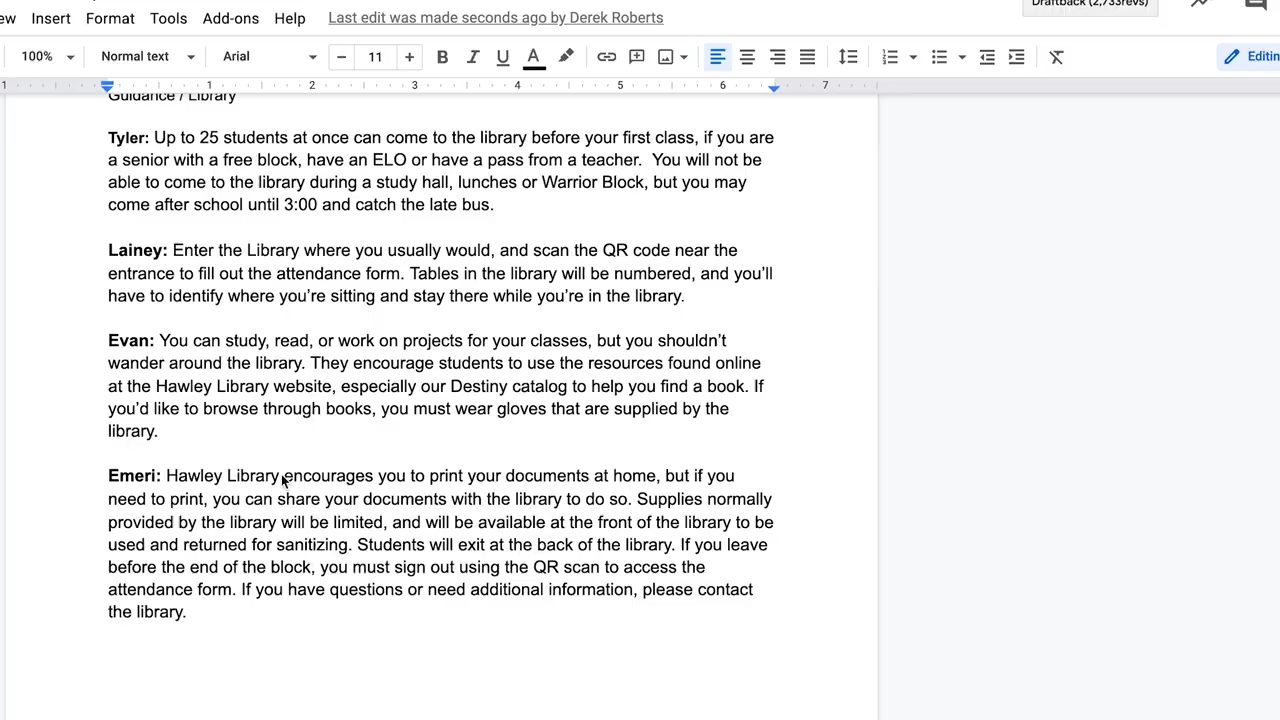 ew Insert Format Tools Add-ons Help Last edit was made seconds ago by Derek Roberts Draftback (2,733revs)
100% Normal text Arial 11 Editin
1 1 2 3 4 5 6 7
Guidance / Library
Tyler: Up to 25 students at once can come to the library before your first class, if you are
a senior with a free block, have an ELO or have a pass from a teacher.  You will not be
able to come to the library during a study hall, lunches or Warrior Block, but you may
come after school until 3:00 and catch the late bus.
Lainey: Enter the Library where you usually would, and scan the QR code near the
entrance to fill out the attendance form. Tables in the library will be numbered, and you’ll
have to identify where you’re sitting and stay there while you’re in the library.
Evan: You can study, read, or work on projects for your classes, but you shouldn’t
wander around the library. They encourage students to use the resources found online
at the Hawley Library website, especially our Destiny catalog to help you find a book. If
you’d like to browse through books, you must wear gloves that are supplied by the
library.
Emeri: Hawley Library encourages you to print your documents at home, but if you
need to print, you can share your documents with the library to do so. Supplies normally
provided by the library will be limited, and will be available at the front of the library to be
used and returned for sanitizing. Students will exit at the back of the library. If you leave
before the end of the block, you must sign out using the QR scan to access the
attendance form. If you have questions or need additional information, please contact
the library.